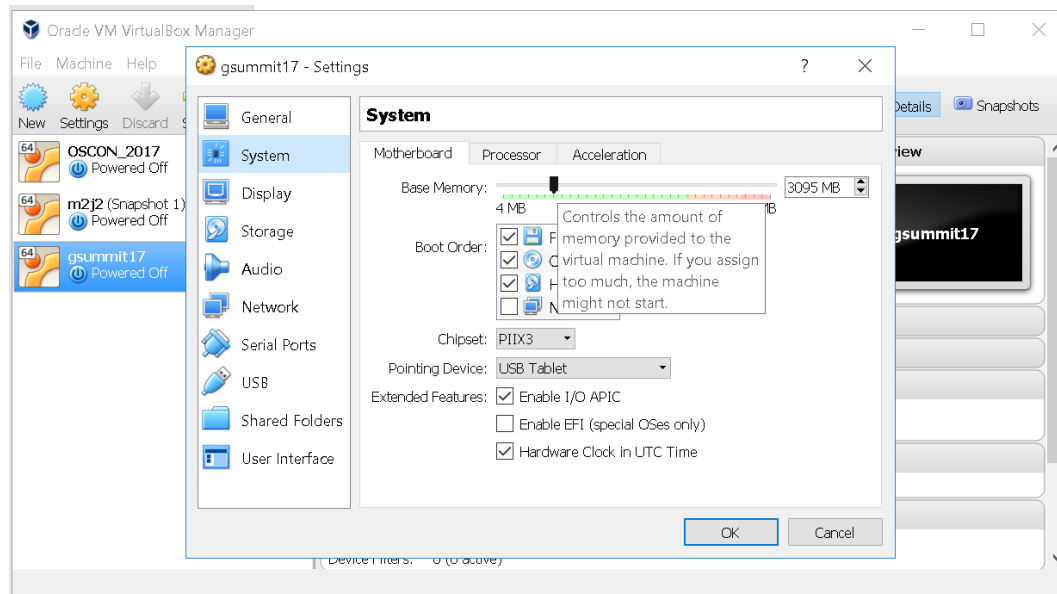 Oracle VM VirtualBox Manager
File Machine Help
New Settings Discard
Details Snapshots
64 OSCON_2017
Powered Off
64 m2j2 (Snapshot 1)
Powered Off
64 gsummit17
Powered Off
gsummit17
gsummit17 - Settings
?
General
System
Display
Storage
Audio
Network
Serial Ports
USB
Shared Folders
User Interface
System
Motherboard Processor Acceleration
Base Memory: 3095 MB
4 MB
Controls the amount of
memory provided to the
virtual machine. If you assign
too much, the machine
might not start.
Boot Order:
Chipset: PIIX3
Pointing Device: USB Tablet
Extended Features: Enable I/O APIC
Enable EFI (special OSes only)
Hardware Clock in UTC Time
OK Cancel
Device Filters: 0 (0 active)